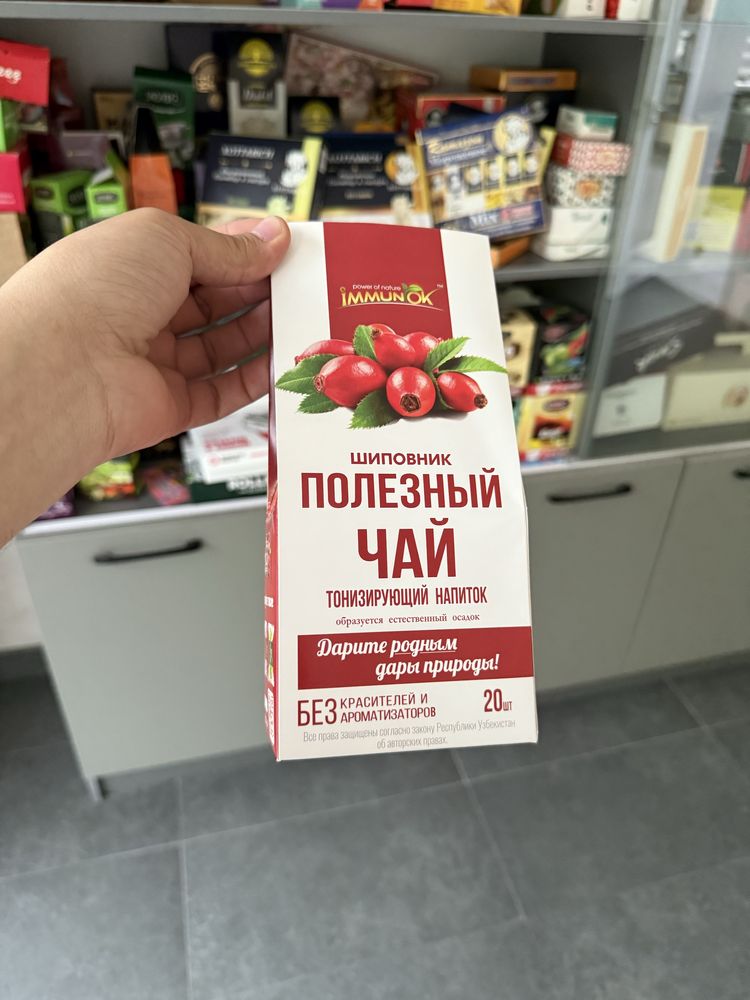 power of nature
immunOK™
ШИПОВНИК
ПОЛЕЗНЫЙ
ЧАЙ
ТОНИЗИРУЮЩИЙ НАПИТОК
образуется естественный осадок
Дарите родным
дары природы!
БЕЗ КРАСИТЕЛЕЙ И
АРОМАТИЗАТОРОВ
20шт
Все права защищены согласно закону Республики Узбекистан
об авторских правах.